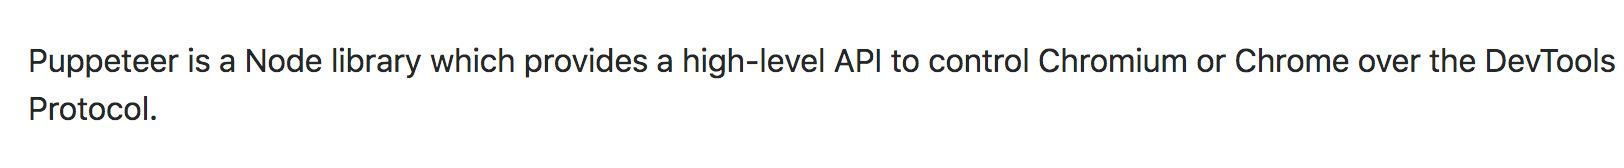 Puppeteer is a Node library which provides a high-level API to control Chromium or Chrome over the DevTools
Protocol.